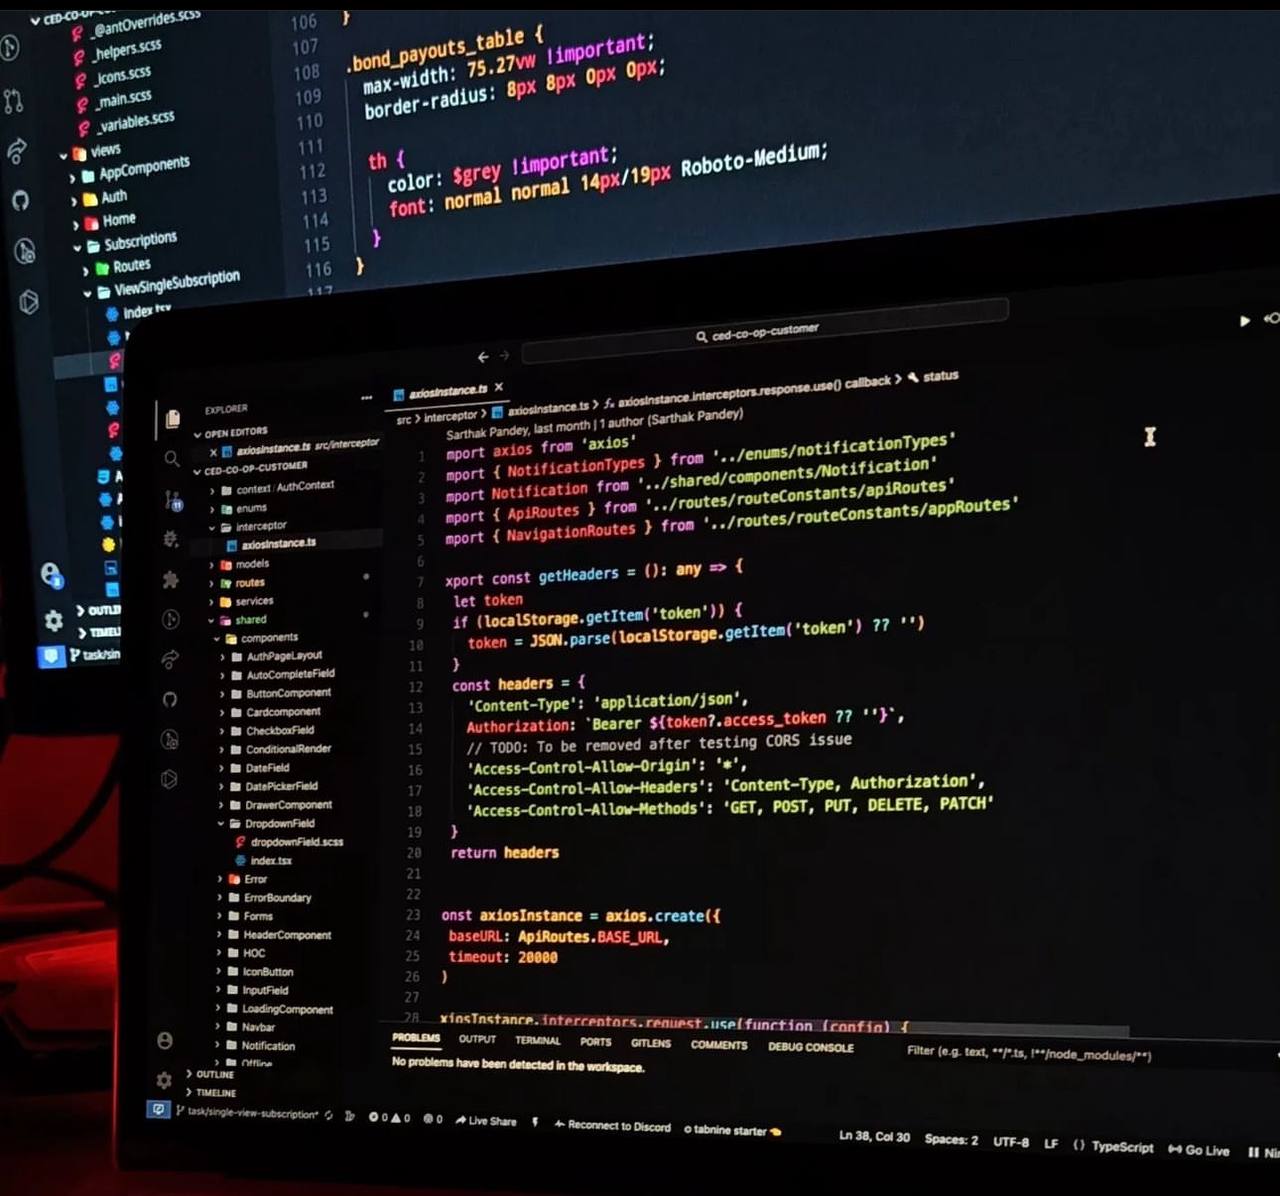 CED-CO-OP-CU
_@antOverrides.scss
_helpers.scss
_icons.scss
_main.scss
_variables.scss
views
AppComponents
Auth
Home
Subscriptions
Routes
ViewSingleSubscription
index.tsx
OUTLIN
TIMEL
task/sin
106 }
107
108 .bond_payouts_table {
109 max-width: 75.27vw !important;
110 border-radius: 8px 8px 0px 0px;
111
112 th {
113 color: $grey !important;
114 font: normal normal 14px/19px Roboto-Medium;
115 }
116 }
117
ced-co-op-customer
EXPLORER
OPEN EDITORS
axiosInstance.ts src/interceptor
CED-CO-OP-CUSTOMER
context / AuthContext
enums
interceptor
axiosInstance.ts
models
routes
services
shared
components
AuthPageLayout
AutoCompleteField
ButtonComponent
Cardcomponent
CheckboxField
ConditionalRender
DateField
DatePickerField
DrawerComponent
DropdownField
dropdownField.scss
index.tsx
Error
ErrorBoundary
Forms
HeaderComponent
HOC
IconButton
InputField
LoadingComponent
Navbar
Notification
Offline
OUTLINE
TIMELINE
axiosInstance.ts ×
src > interceptor > axiosInstance.ts > axiosInstance.interceptors.response.use() callback > status
Sarthak Pandey, last month | 1 author (Sarthak Pandey)
1 mport axios from 'axios'
2 mport { NotificationTypes } from '../enums/notificationTypes'
3 mport Notification from '../shared/components/Notification'
4 mport { ApiRoutes } from '../routes/routeConstants/apiRoutes'
5 mport { NavigationRoutes } from '../routes/routeConstants/appRoutes'
6
7 xport const getHeaders = (): any => {
8 let token
9 if (localStorage.getItem('token')) {
10 token = JSON.parse(localStorage.getItem('token') ?? '')
11 }
12 const headers = {
13 'Content-Type': 'application/json',
14 Authorization: `Bearer ${token?.access_token ?? ''}`,
15 // TODO: To be removed after testing CORS issue
16 'Access-Control-Allow-Origin': '*',
17 'Access-Control-Allow-Headers': 'Content-Type, Authorization',
18 'Access-Control-Allow-Methods': 'GET, POST, PUT, DELETE, PATCH'
19 }
20 return headers
21
22
23 onst axiosInstance = axios.create({
24 baseURL: ApiRoutes.BASE_URL,
25 timeout: 20000
26 )
27
28 xiosInstance.interceptors.request.use(function (config) {
PROBLEMS OUTPUT TERMINAL PORTS GITLENS COMMENTS DEBUG CONSOLE Filter (e.g. text, **/*.ts, !**/node_modules/**)
No problems have been detected in the workspace.
task/single-view-subscription* 0 0 0 Live Share Reconnect to Discord tabnine starter Ln 38, Col 30 Spaces: 2 UTF-8 LF {} TypeScript Go Live